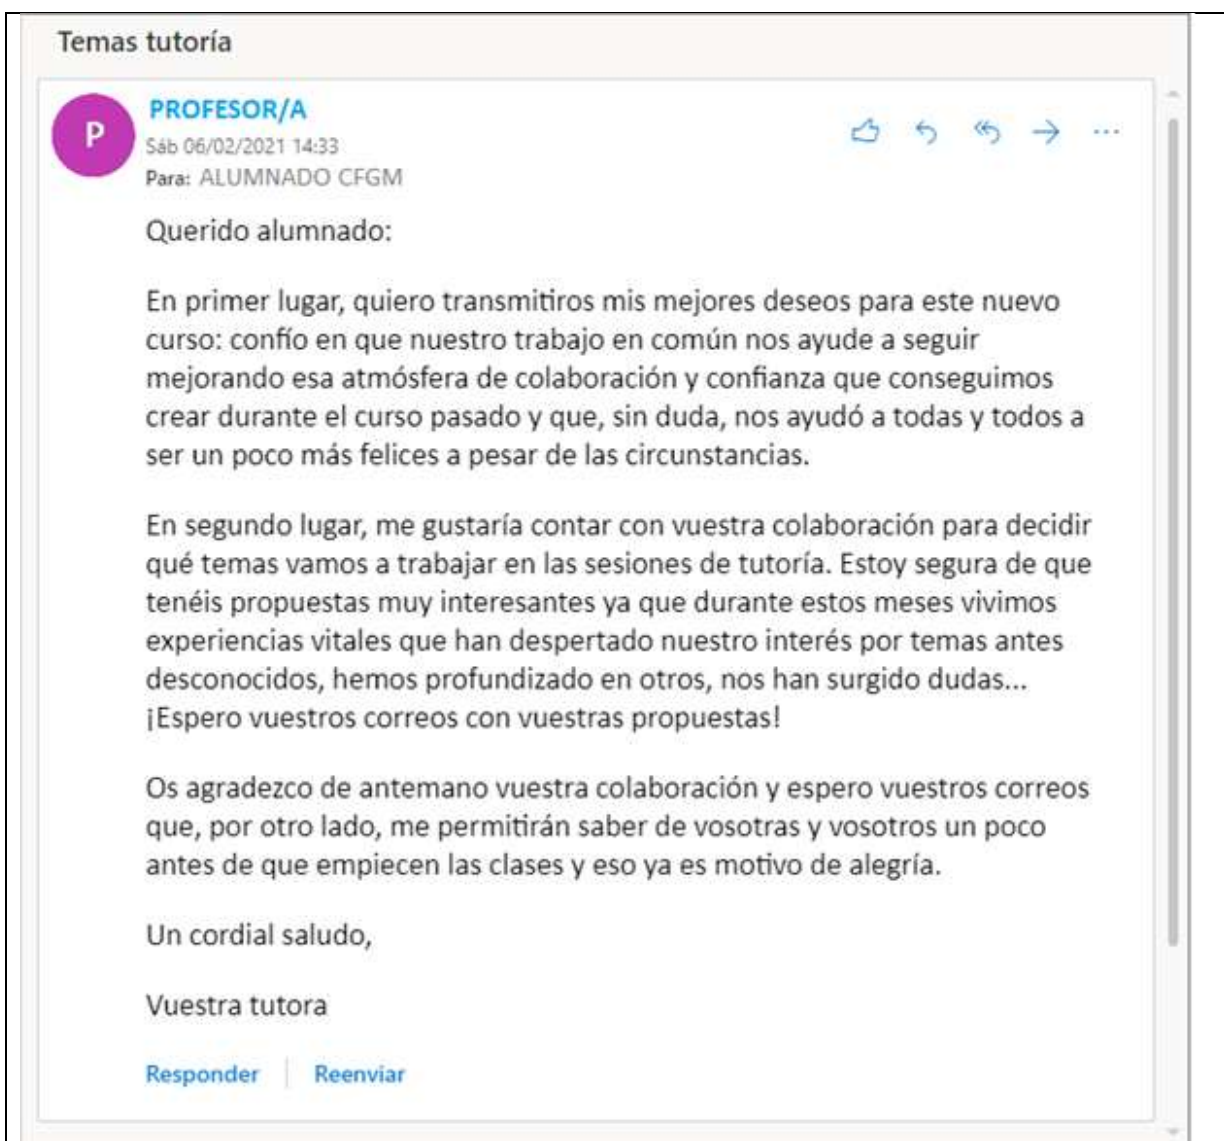 Temas tutoría
P
PROFESOR/A
Sáb 06/02/2021 14:33
Para: ALUMNADO CFGM
Querido alumnado:
En primer lugar, quiero transmitiros mis mejores deseos para este nuevo
curso: confío en que nuestro trabajo en común nos ayude a seguir
mejorando esa atmósfera de colaboración y confianza que conseguimos
crear durante el curso pasado y que, sin duda, nos ayudó a todas y todos a
ser un poco más felices a pesar de las circunstancias.
En segundo lugar, me gustaría contar con vuestra colaboración para decidir
qué temas vamos a trabajar en las sesiones de tutoría. Estoy segura de que
tenéis propuestas muy interesantes ya que durante estos meses vivimos
experiencias vitales que han despertado nuestro interés por temas antes
desconocidos, hemos profundizado en otros, nos han surgido dudas...
¡Espero vuestros correos con vuestras propuestas!
Os agradezco de antemano vuestra colaboración y espero vuestros correos
que, por otro lado, me permitirán saber de vosotras y vosotros un poco
antes de que empiecen las clases y eso ya es motivo de alegría.
Un cordial saludo,
Vuestra tutora
Responder Reenviar